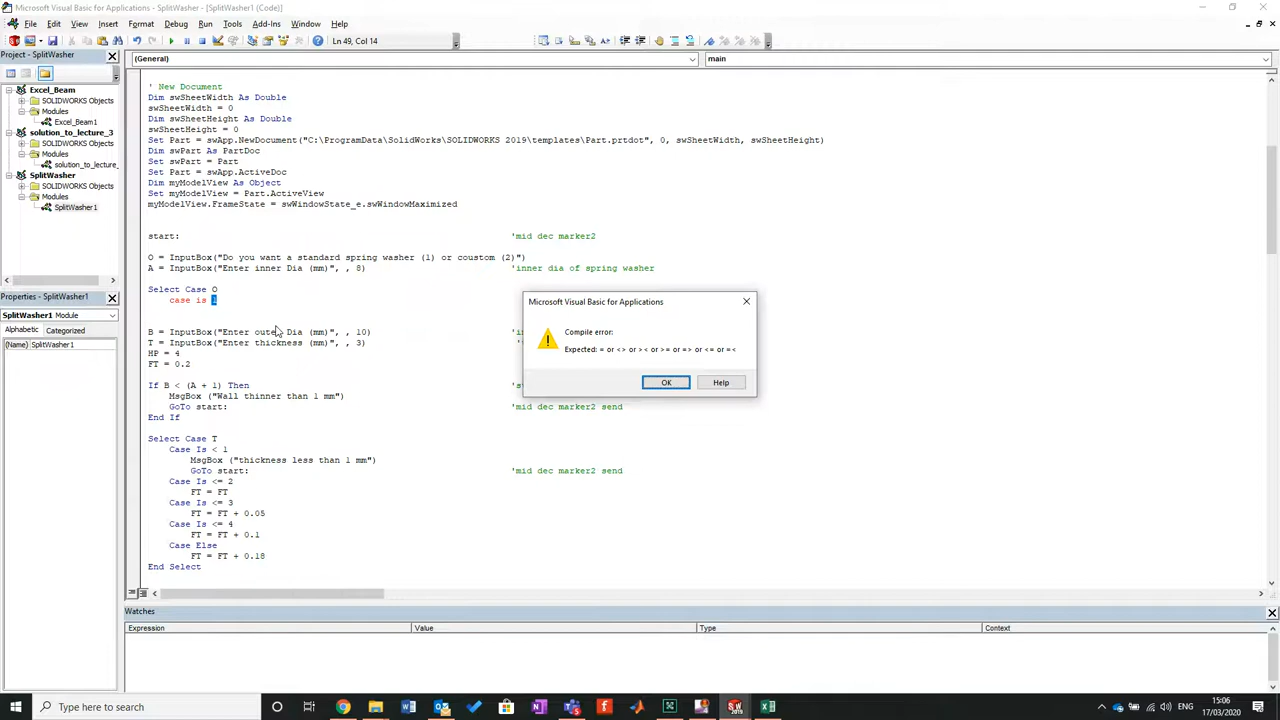 Microsoft Visual Basic for Applications - SplitWasher - [SplitWasher1 (Code)]
File Edit View Insert Format Debug Run Tools Add-Ins Window Help
Ln 49, Col 14
Project - SplitWasher
(General) main
Excel_Beam
SOLIDWORKS Objects
Modules
Excel_Beam1
solution_to_lecture_3
SOLIDWORKS Objects
Modules
solution_to_lecture_
SplitWasher
SOLIDWORKS Objects
Modules
SplitWasher1
Properties - SplitWasher1
SplitWasher1 Module
Alphabetic Categorized
(Name) SplitWasher1
' New Document
Dim swSheetWidth As Double
swSheetWidth = 0
Dim swSheetHeight As Double
swSheetHeight = 0
Set Part = swApp.NewDocument("C:\ProgramData\SolidWorks\SOLIDWORKS 2019\templates\Part.prtdot", 0, swSheetWidth, swSheetHeight)
Dim swPart As PartDoc
Set swPart = Part
Set Part = swApp.ActiveDoc
Dim myModelView As Object
Set myModelView = Part.ActiveView
myModelView.FrameState = swWindowState_e.swWindowMaximized
start: 'mid dec marker2
O = InputBox("Do you want a standard spring washer (1) or coustom (2)")
A = InputBox("Enter inner Dia (mm)", , 8) 'inner dia of spring washer
Select Case O
case is 1
B = InputBox("Enter outer Dia (mm)", , 10)
T = InputBox("Enter thickness (mm)", , 3)
HP = 4
FT = 0.2
If B < (A + 1) Then
MsgBox ("Wall thinner than 1 mm")
GoTo start: 'mid dec marker2 send
End If
Select Case T
Case Is < 1
MsgBox ("thickness less than 1 mm")
GoTo start: 'mid dec marker2 send
Case Is <= 2
FT = FT
Case Is <= 3
FT = FT + 0.05
Case Is <= 4
FT = FT + 0.1
Case Else
FT = FT + 0.18
End Select
Microsoft Visual Basic for Applications
Compile error:
Expected: = or <> or >< or >= or => or <= or =<
OK Help
Watches
Expression Value Type Context
Type here to search
ENG
15:06
17/03/2020